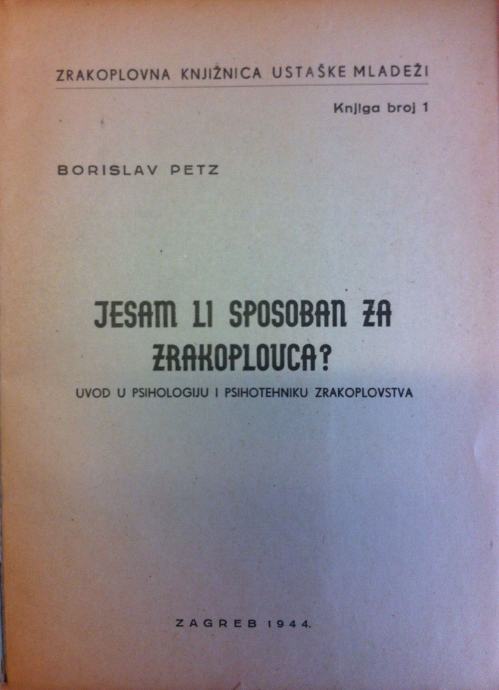 ZRAKOPLOVNA KNJIŽNICA USTAŠKE MLADEŽI
Knjiga broj 1
BORISLAV PETZ
JESAM LI SPOSOBAN ZA
ZRAKOPLOVCA?
UVOD U PSIHOLOGIJU I PSIHOTEHNIKU ZRAKOPLOVSTVA
ZAGREB 1944.